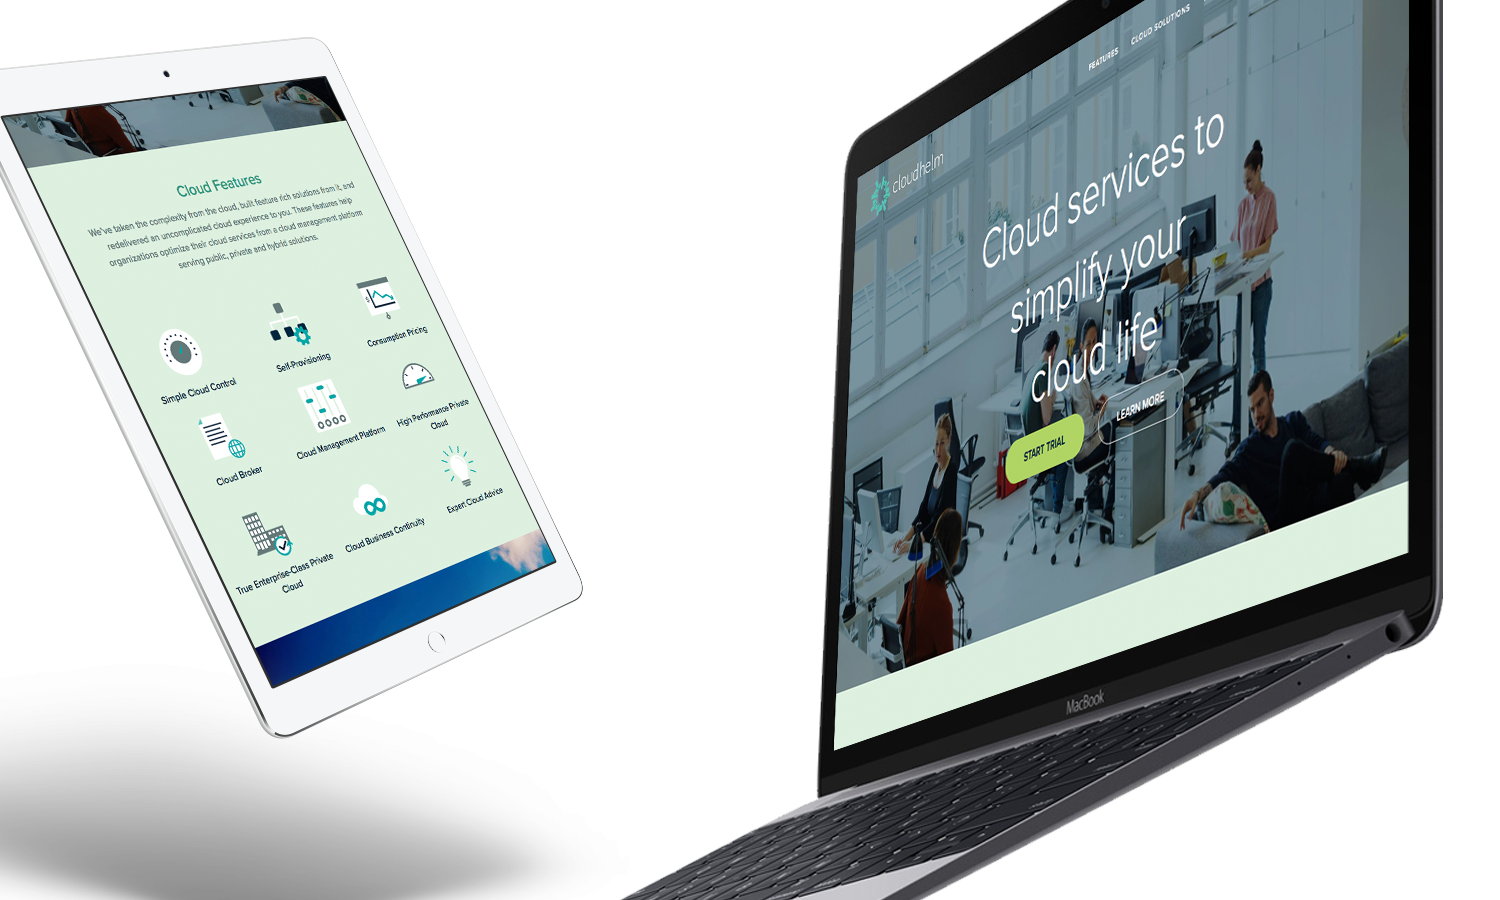 Cloud Features
We've taken the complexity from the cloud, built feature rich solutions from it, and
redelivered an uncomplicated cloud experience to you. These features help
organizations optimize their cloud services from a cloud management platform
serving public, private and hybrid solutions.
Simple Cloud Control
Self-Provisioning
Consumption Pricing
Cloud Broker
Cloud Management Platform
High Performance Private
Cloud
True Enterprise-Class Private
Cloud
Cloud Business Continuity
Expert Cloud Advice
FEATURES
CLOUD SOLUTIONS
cloudhelm
Cloud services to
simplify your
cloud life
START TRIAL
LEARN MORE
MacBook